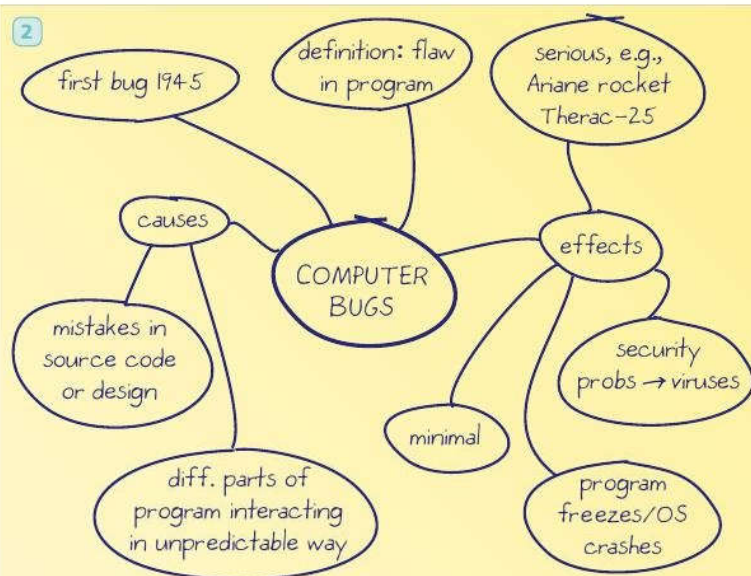 2
first bug 1945
definition: flaw
in program
serious, e.g.,
Ariane rocket
Therac-25
causes
COMPUTER
BUGS
effects
mistakes in
source code
or design
security
probs → viruses
minimal
diff. parts of
program interacting
in unpredictable way
program
freezes/OS
crashes